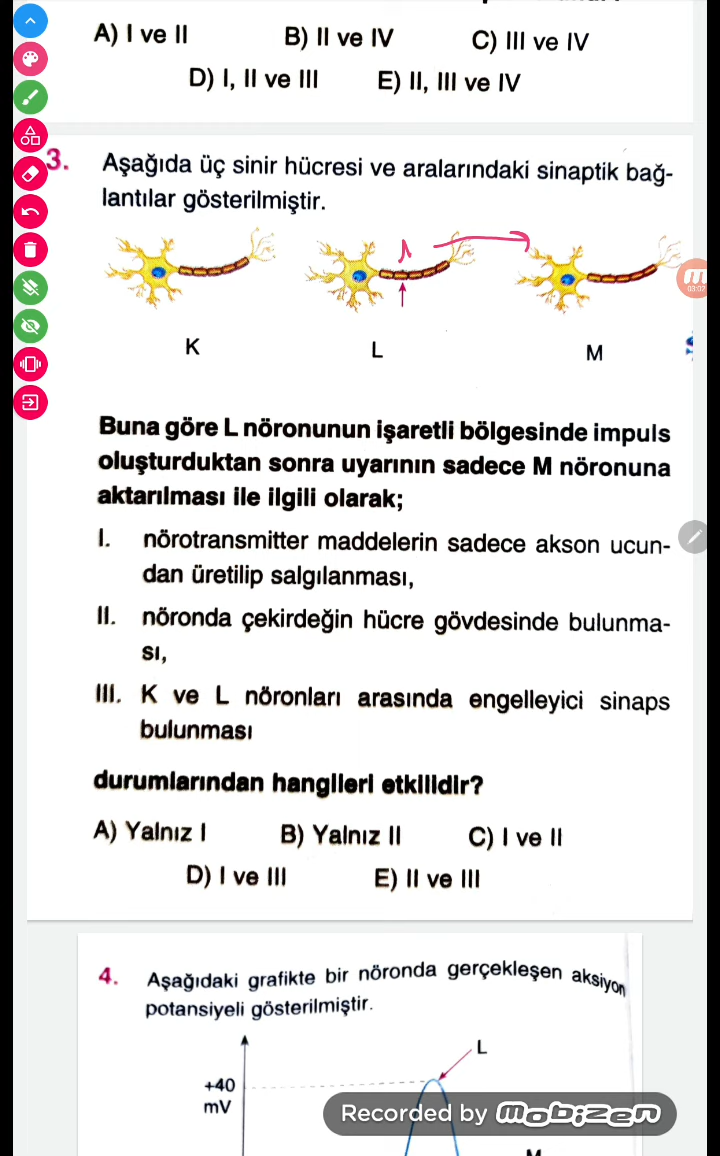 A) I ve II B) II ve IV C) III ve IV
D) I, II ve III E) II, III ve IV
3. Aşağıda üç sinir hücresi ve aralarındaki sinaptik bağ-
lantılar gösterilmiştir.
K L M
03:02
Buna göre L nöronunun işaretli bölgesinde impuls
oluşturduktan sonra uyarının sadece M nöronuna
aktarılması ile ilgili olarak;
I. nörotransmitter maddelerin sadece akson ucun-
dan üretilip salgılanması,
II. nöronda çekirdeğin hücre gövdesinde bulunma-
sı,
III. K ve L nöronları arasında engelleyici sinaps
bulunması
durumlarından hangileri etkilidir?
A) Yalnız I B) Yalnız II C) I ve II
D) I ve III E) II ve III
4. Aşağıdaki grafikte bir nöronda gerçekleşen aksiyon
potansiyeli gösterilmiştir.
L
+40
mV
Recorded by mobizen